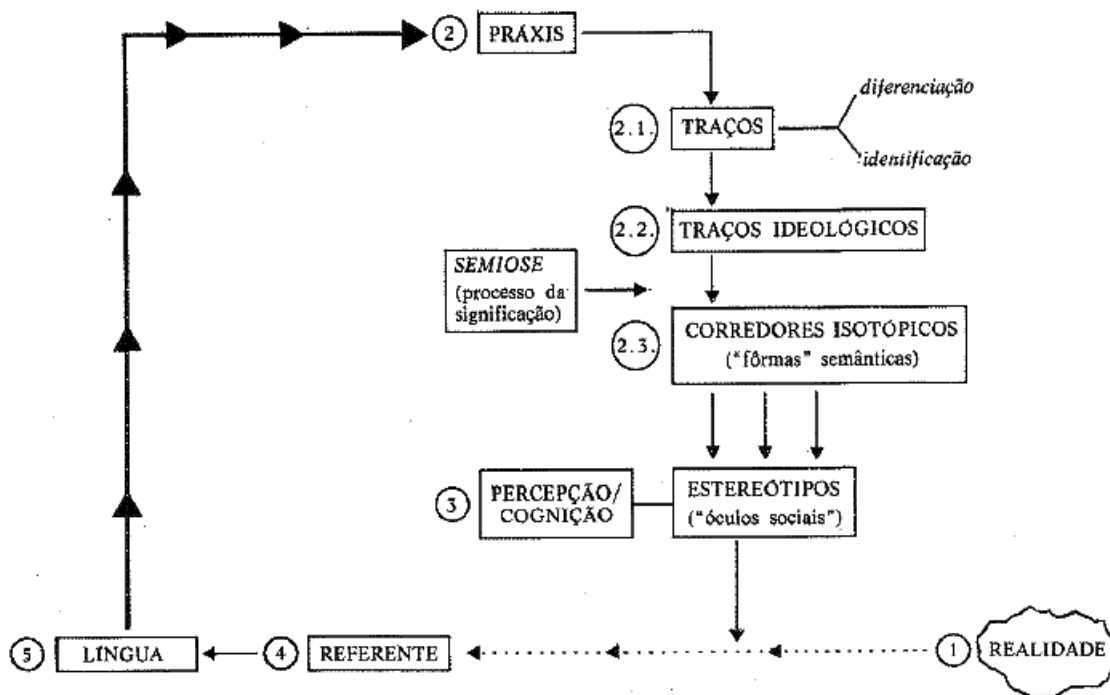 2 PRÁXIS
diferenciação
2.1. TRAÇOS
identificação
2.2. TRAÇOS IDEOLÓGICOS
SEMIOSE
(processo da
significação)
2.3. CORREDORES ISOTÓPICOS
("fôrmas" semânticas)
3 PERCEPÇÃO/
COGNIÇÃO
ESTEREÓTIPOS
("óculos sociais")
5 LÍNGUA
4 REFERENTE
1 REALIDADE